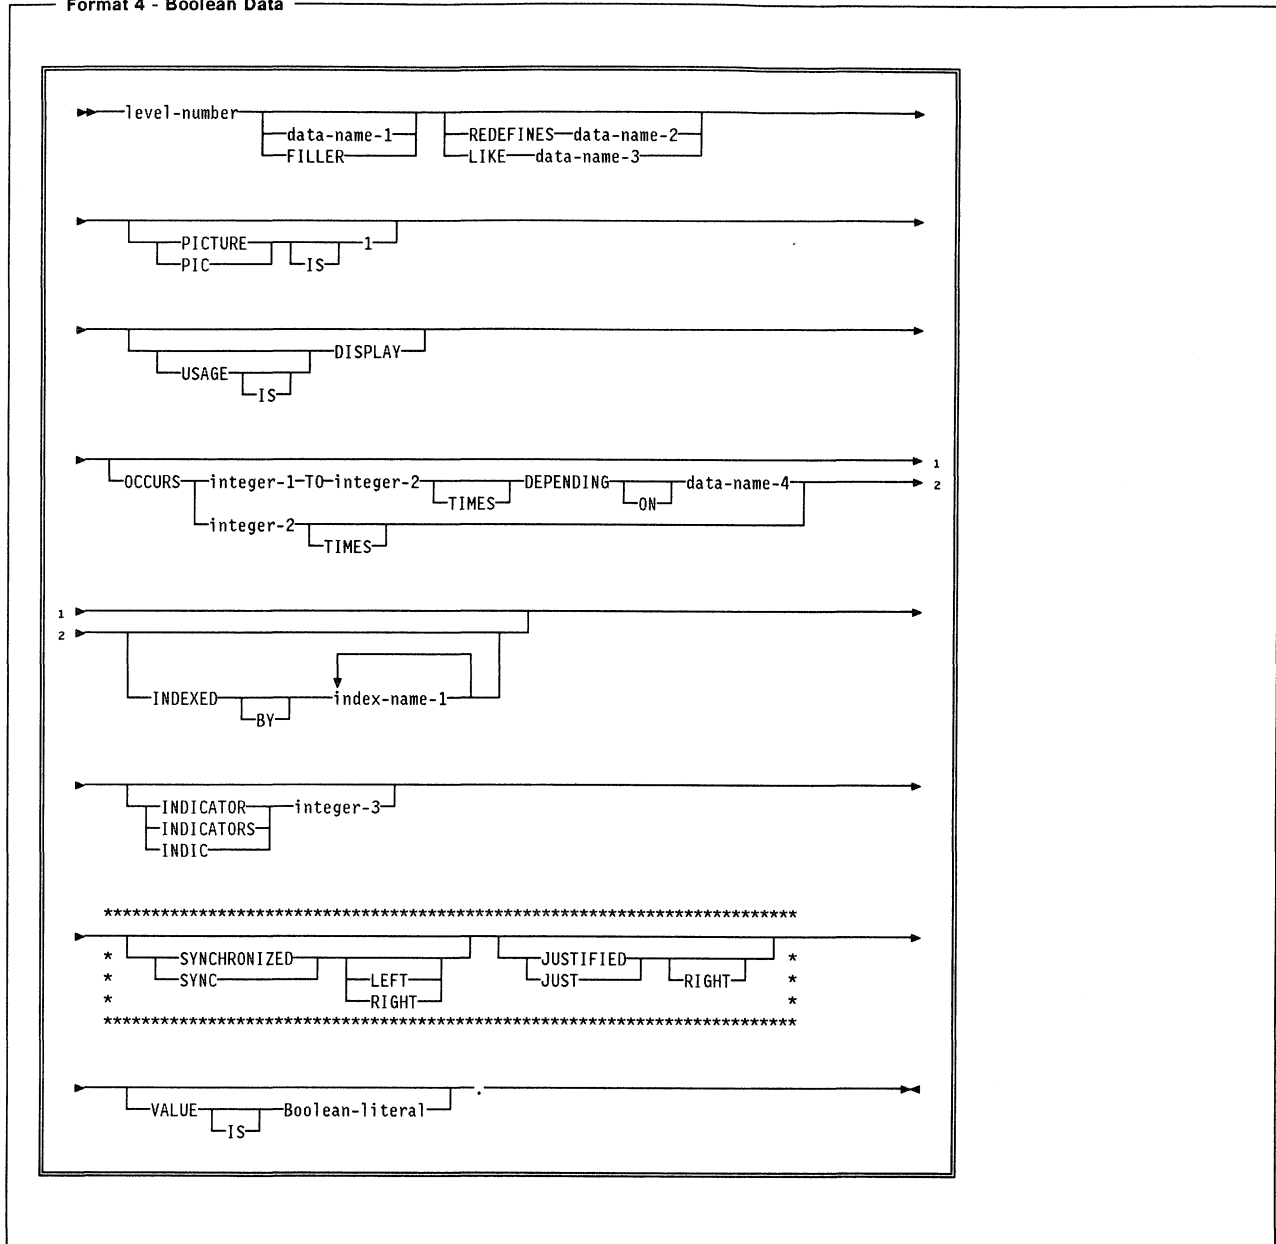 Format 4 - Boolean Data
level-number
data-name-1
FILLER
REDEFINES data-name-2
LIKE data-name-3
PICTURE
PIC
IS
1
USAGE
IS
DISPLAY
OCCURS integer-1 TO integer-2 TIMES DEPENDING ON data-name-4
1
2
integer-2 TIMES
1
2
INDEXED BY index-name-1
INDICATOR integer-3
INDICATORS
INDIC
**********************************************************************
* SYNCHRONIZED JUSTIFIED *
* SYNC LEFT JUST RIGHT *
* RIGHT *
**********************************************************************
VALUE IS Boolean-literal .